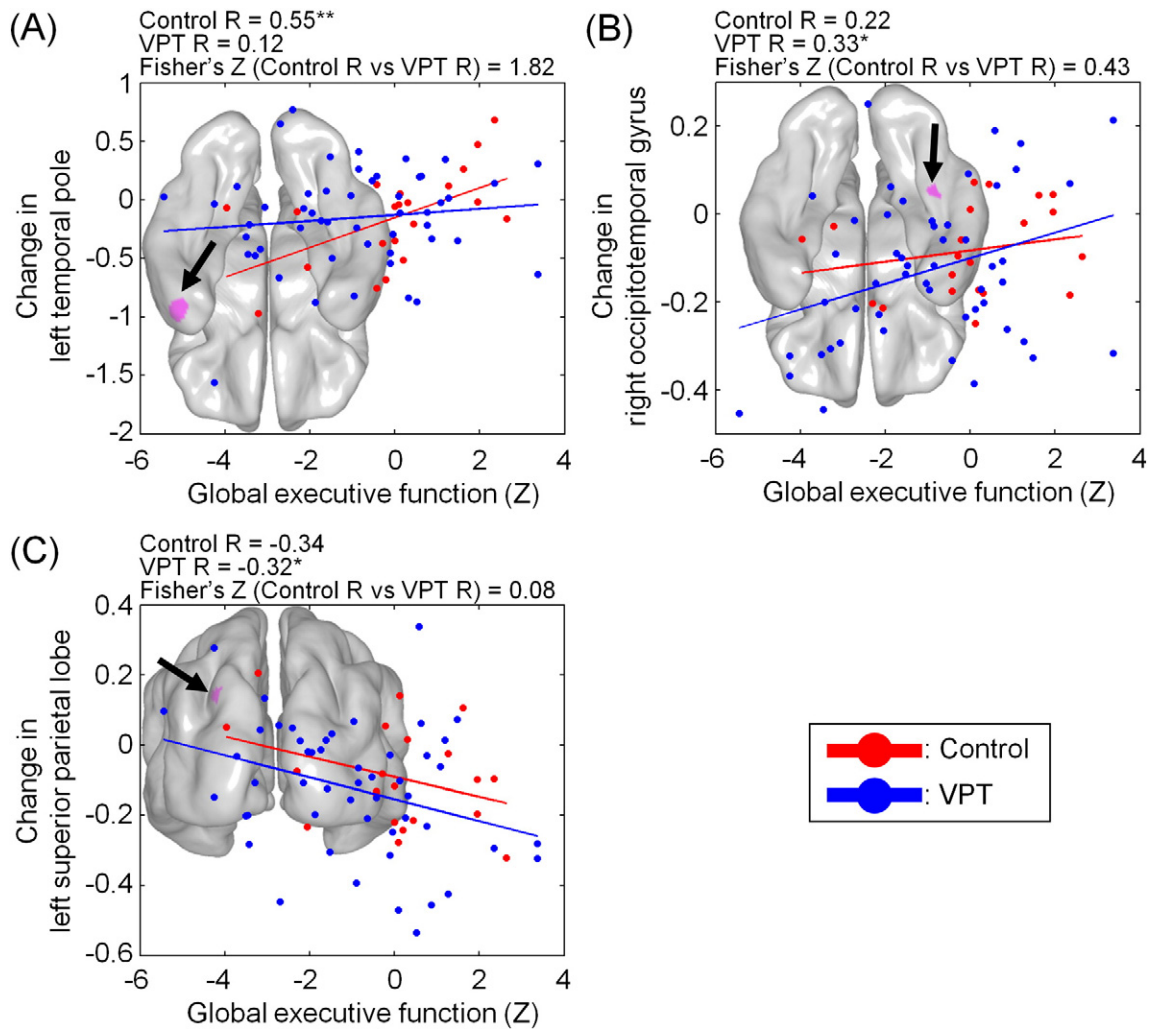 (A)
Control R = 0.55**
VPT R = 0.12
Fisher's Z (Control R vs VPT R) = 1.82
1
0.5
0
-0.5
-1
-1.5
-2
Change in
left temporal pole
-6 -4 -2 0 2 4
Global executive function (Z)
(B)
Control R = 0.22
VPT R = 0.33*
Fisher's Z (Control R vs VPT R) = 0.43
0.2
0
-0.2
-0.4
Change in
right occipitotemporal gyrus
-6 -4 -2 0 2 4
Global executive function (Z)
(C)
Control R = -0.34
VPT R = -0.32*
Fisher's Z (Control R vs VPT R) = 0.08
0.4
0.2
0
-0.2
-0.4
-0.6
Change in
left superior parietal lobe
-6 -4 -2 0 2 4
Global executive function (Z)
: Control
: VPT